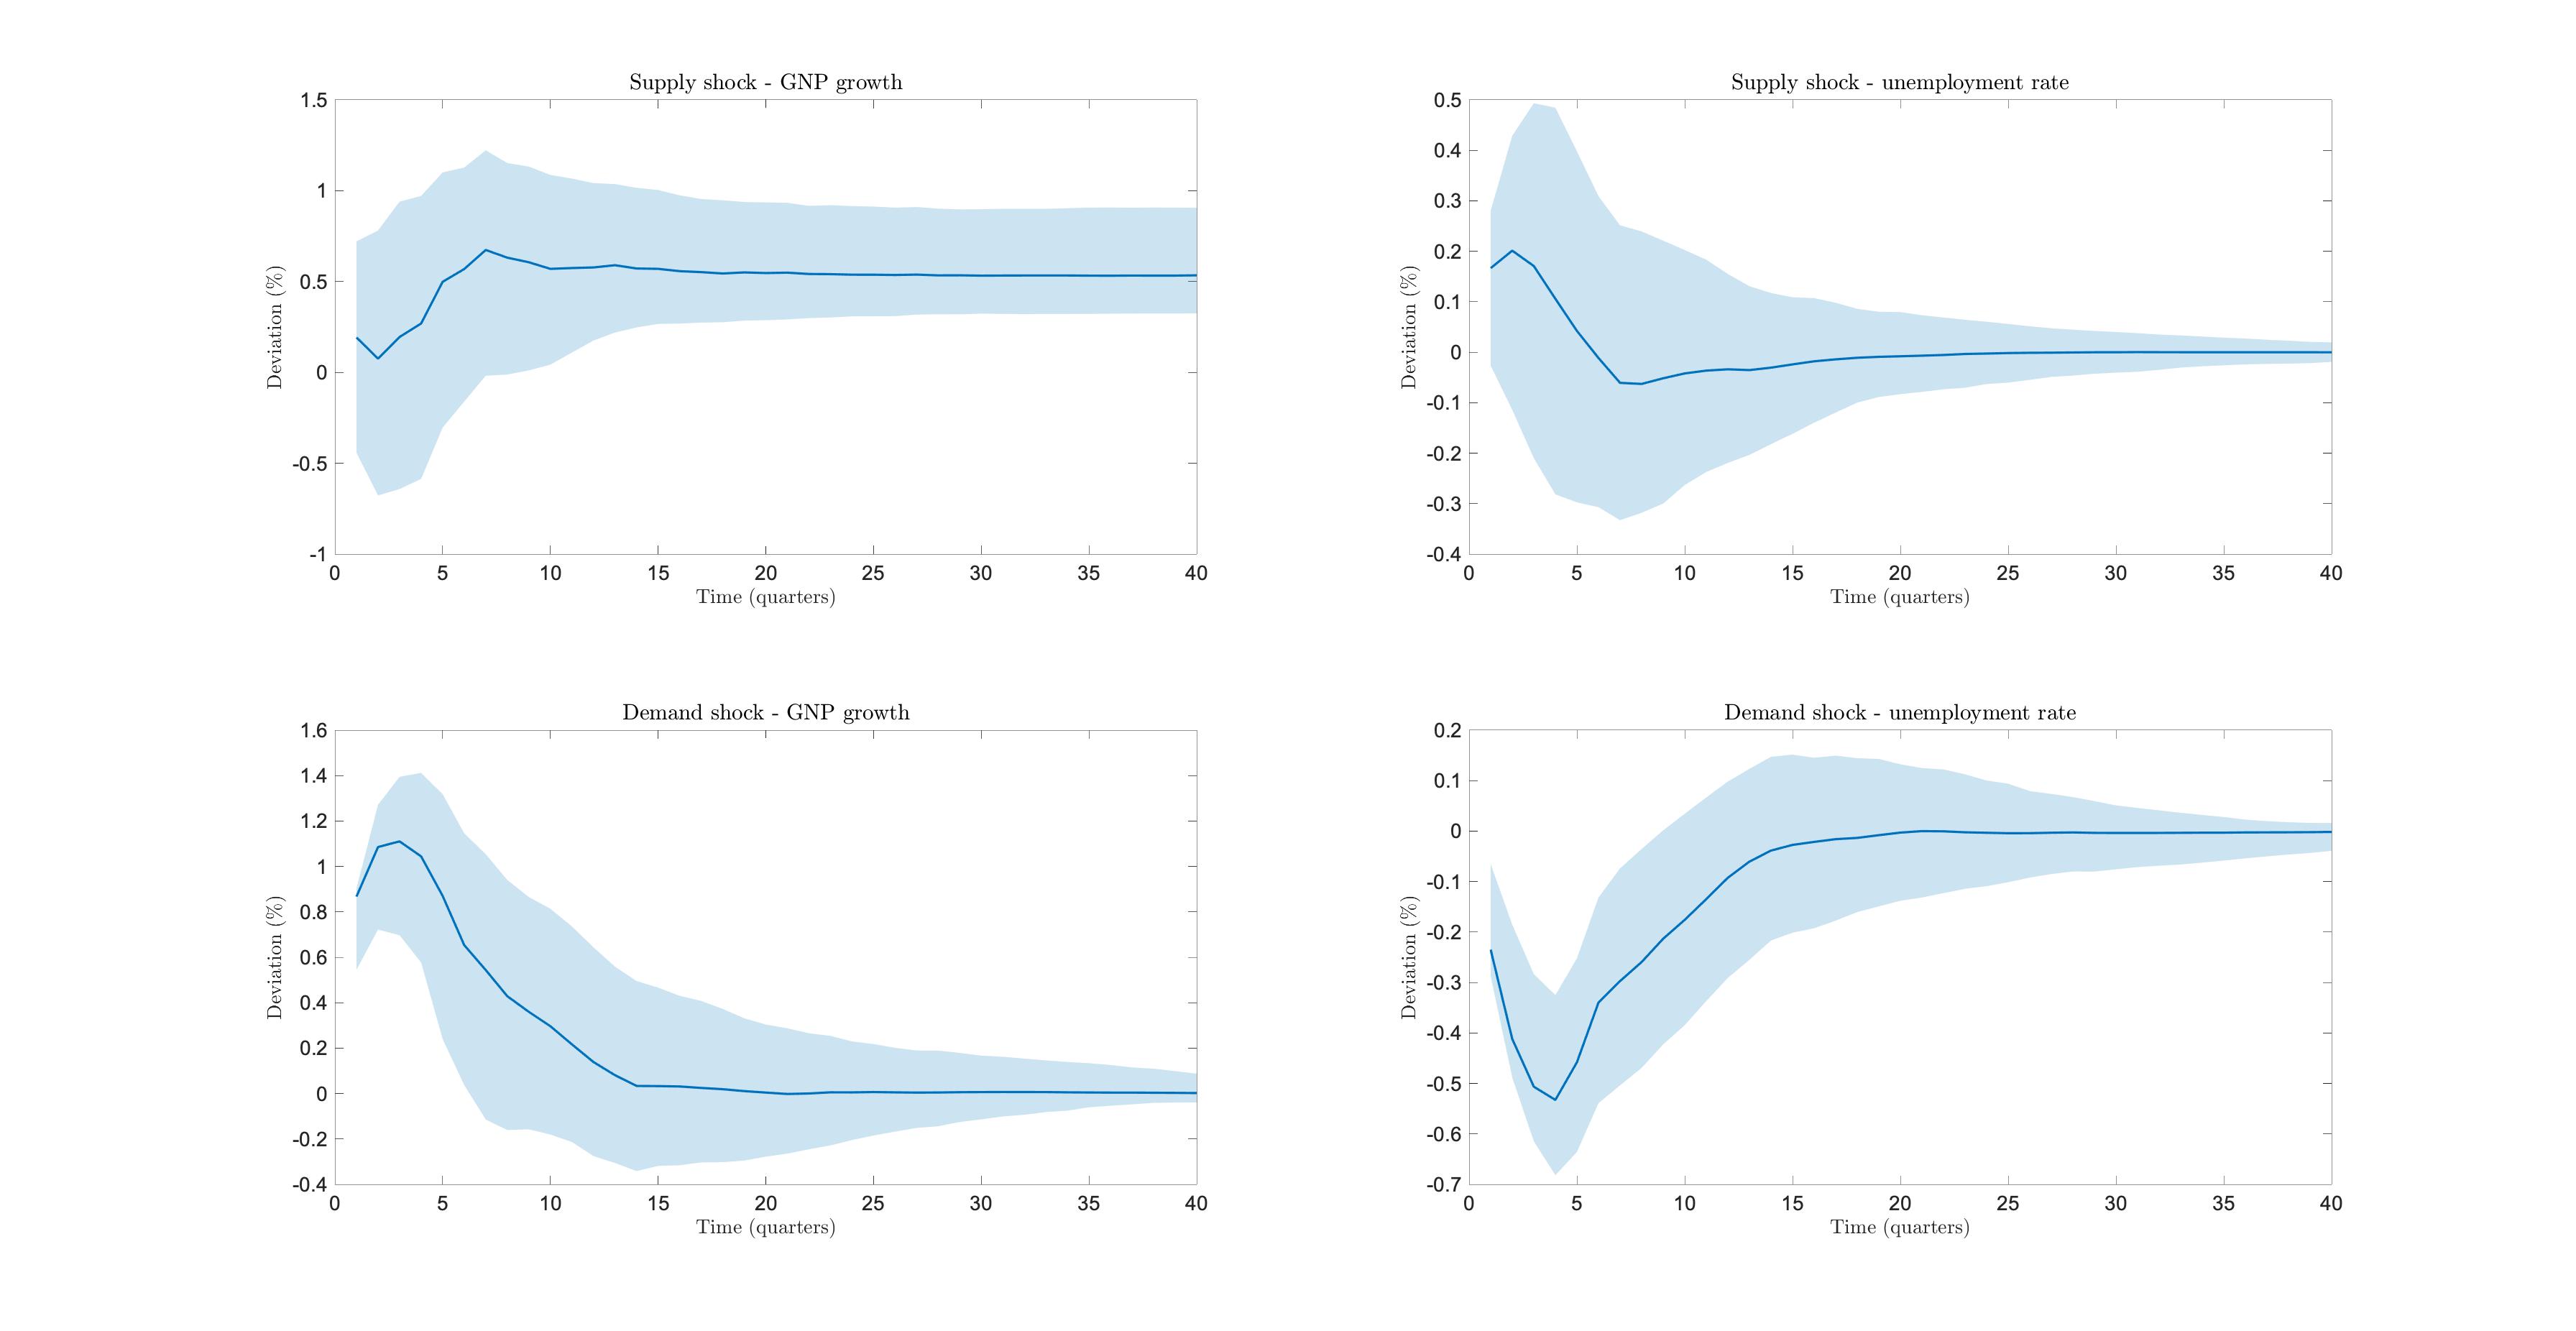 Supply shock - GNP growth
1.5
1
0.5
0
-0.5
-1
Deviation (%)
0 5 10 15 20 25 30 35 40
Time (quarters)
Supply shock - unemployment rate
0.5
0.4
0.3
0.2
0.1
0
-0.1
-0.2
-0.3
-0.4
Deviation (%)
0 5 10 15 20 25 30 35 40
Time (quarters)
Demand shock - GNP growth
1.6
1.4
1.2
1
0.8
0.6
0.4
0.2
0
-0.2
-0.4
Deviation (%)
0 5 10 15 20 25 30 35 40
Time (quarters)
Demand shock - unemployment rate
0.2
0.1
0
-0.1
-0.2
-0.3
-0.4
-0.5
-0.6
-0.7
Deviation (%)
0 5 10 15 20 25 30 35 40
Time (quarters)